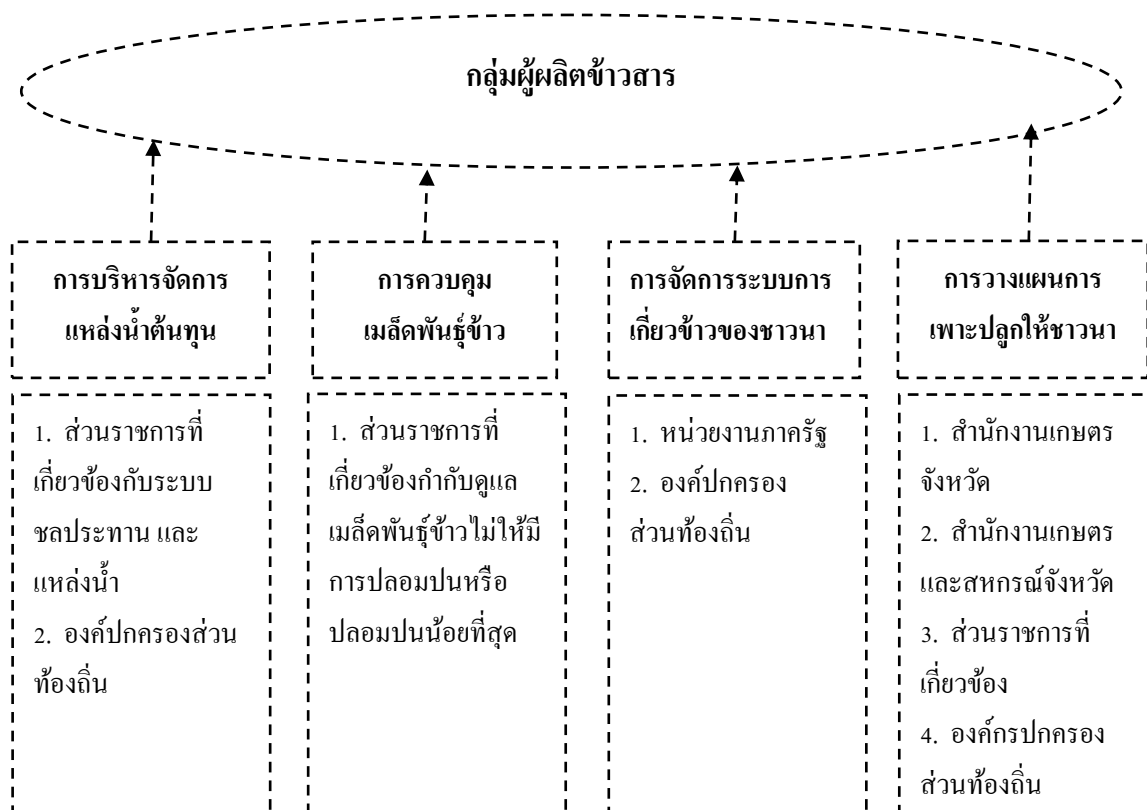 กลุ่มผู้ผลิตข้าวสาร
การบริหารจัดการ
แหล่งน้ำต้นทุน
การควบคุม
เมล็ดพันธุ์ข้าว
การจัดการระบบการ
เกี่ยวข้าวของชาวนา
การวางแผนการ
เพาะปลูกให้ชาวนา
1. ส่วนราชการที่
เกี่ยวข้องกับระบบ
ชลประทาน และ
แหล่งน้ำ
2. องค์ปกครองส่วน
ท้องถิ่น
1. ส่วนราชการที่
เกี่ยวข้องกำกับดูแล
เมล็ดพันธุ์ข้าวไม่ให้มี
การปลอมปนหรือ
ปลอมปนน้อยที่สุด
1. หน่วยงานภาครัฐ
2. องค์ปกครอง
ส่วนท้องถิ่น
1. สำนักงานเกษตร
จังหวัด
2. สำนักงานเกษตร
และสหกรณ์จังหวัด
3. ส่วนราชการที่
เกี่ยวข้อง
4. องค์กรปกครอง
ส่วนท้องถิ่น